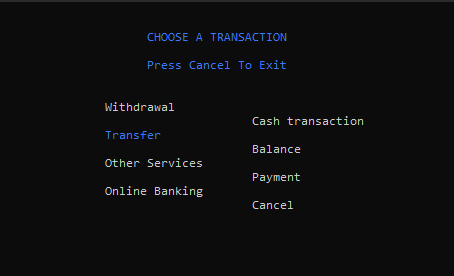 CHOOSE A TRANSACTION
Press Cancel To Exit
Withdrawal
Cash transaction
Transfer
Balance
Other Services
Payment
Online Banking
Cancel